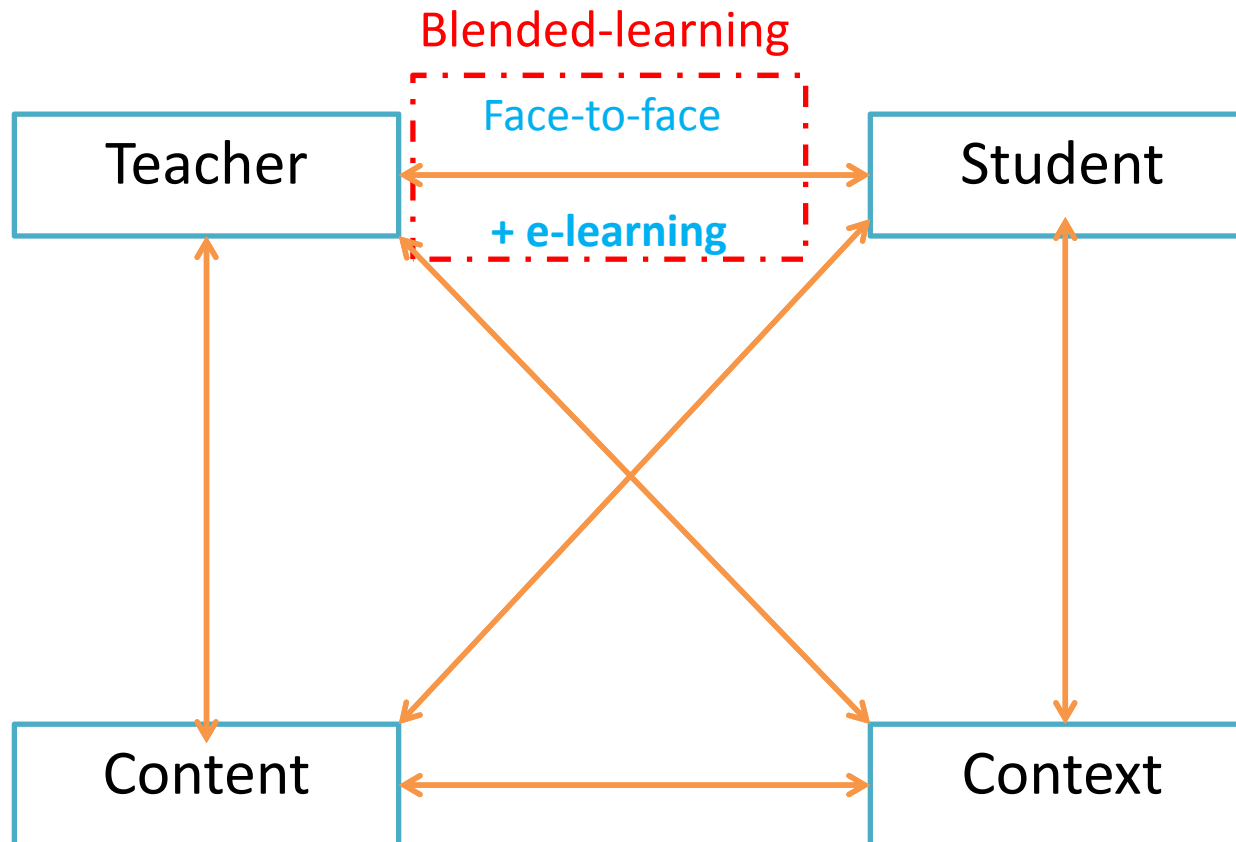 Blended-learning
Face-to-face
Teacher
Student
+ e-learning
Content
Context